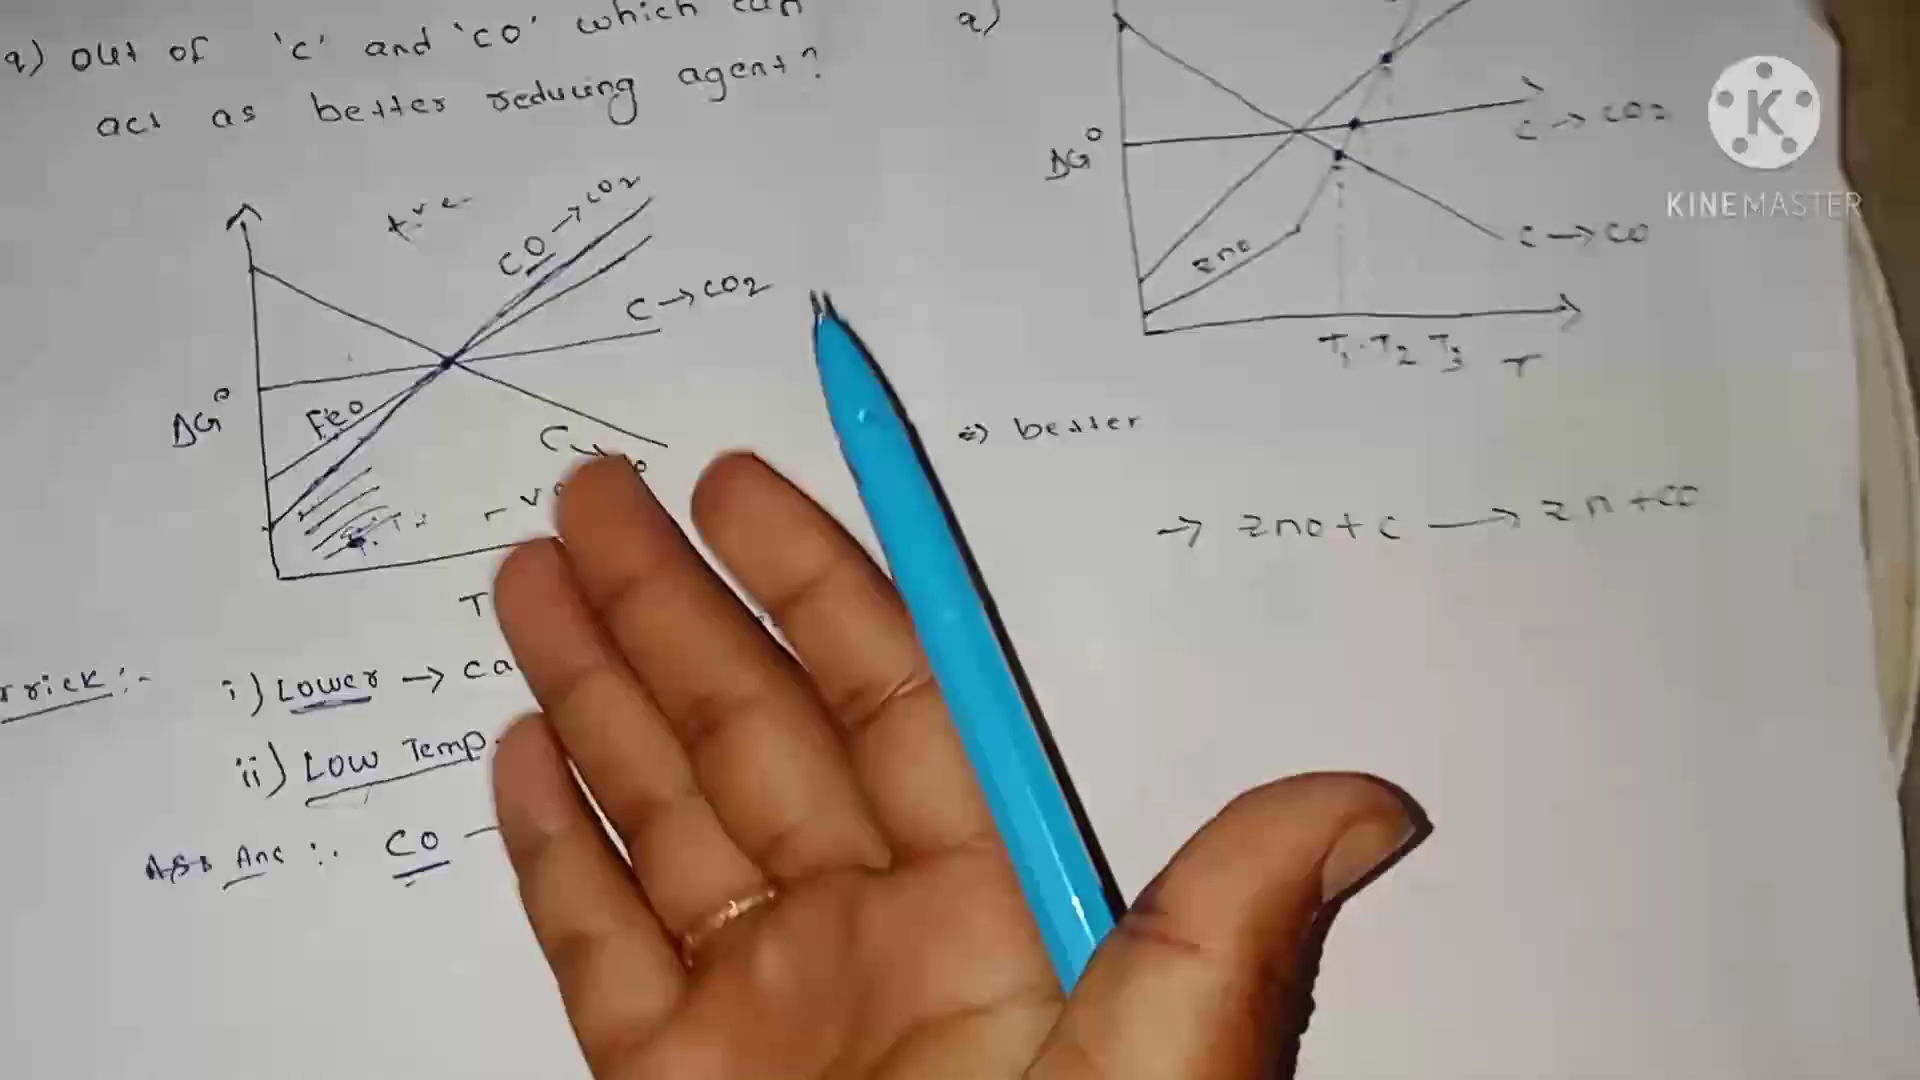 q) out of 'C' and 'CO' which can
act as better reducing agent?
+ve
CO → CO2
C → CO2
ΔG°
FeO
T
Trick:-
i) Lower →
ii) Low Temp.
Ans :. CO
q)
C → CO2
ΔG°
C → CO
ZnO
T1 T2 T3 T
⇒ better
→ ZnO + C → Zn + CO
K
KINEMASTER